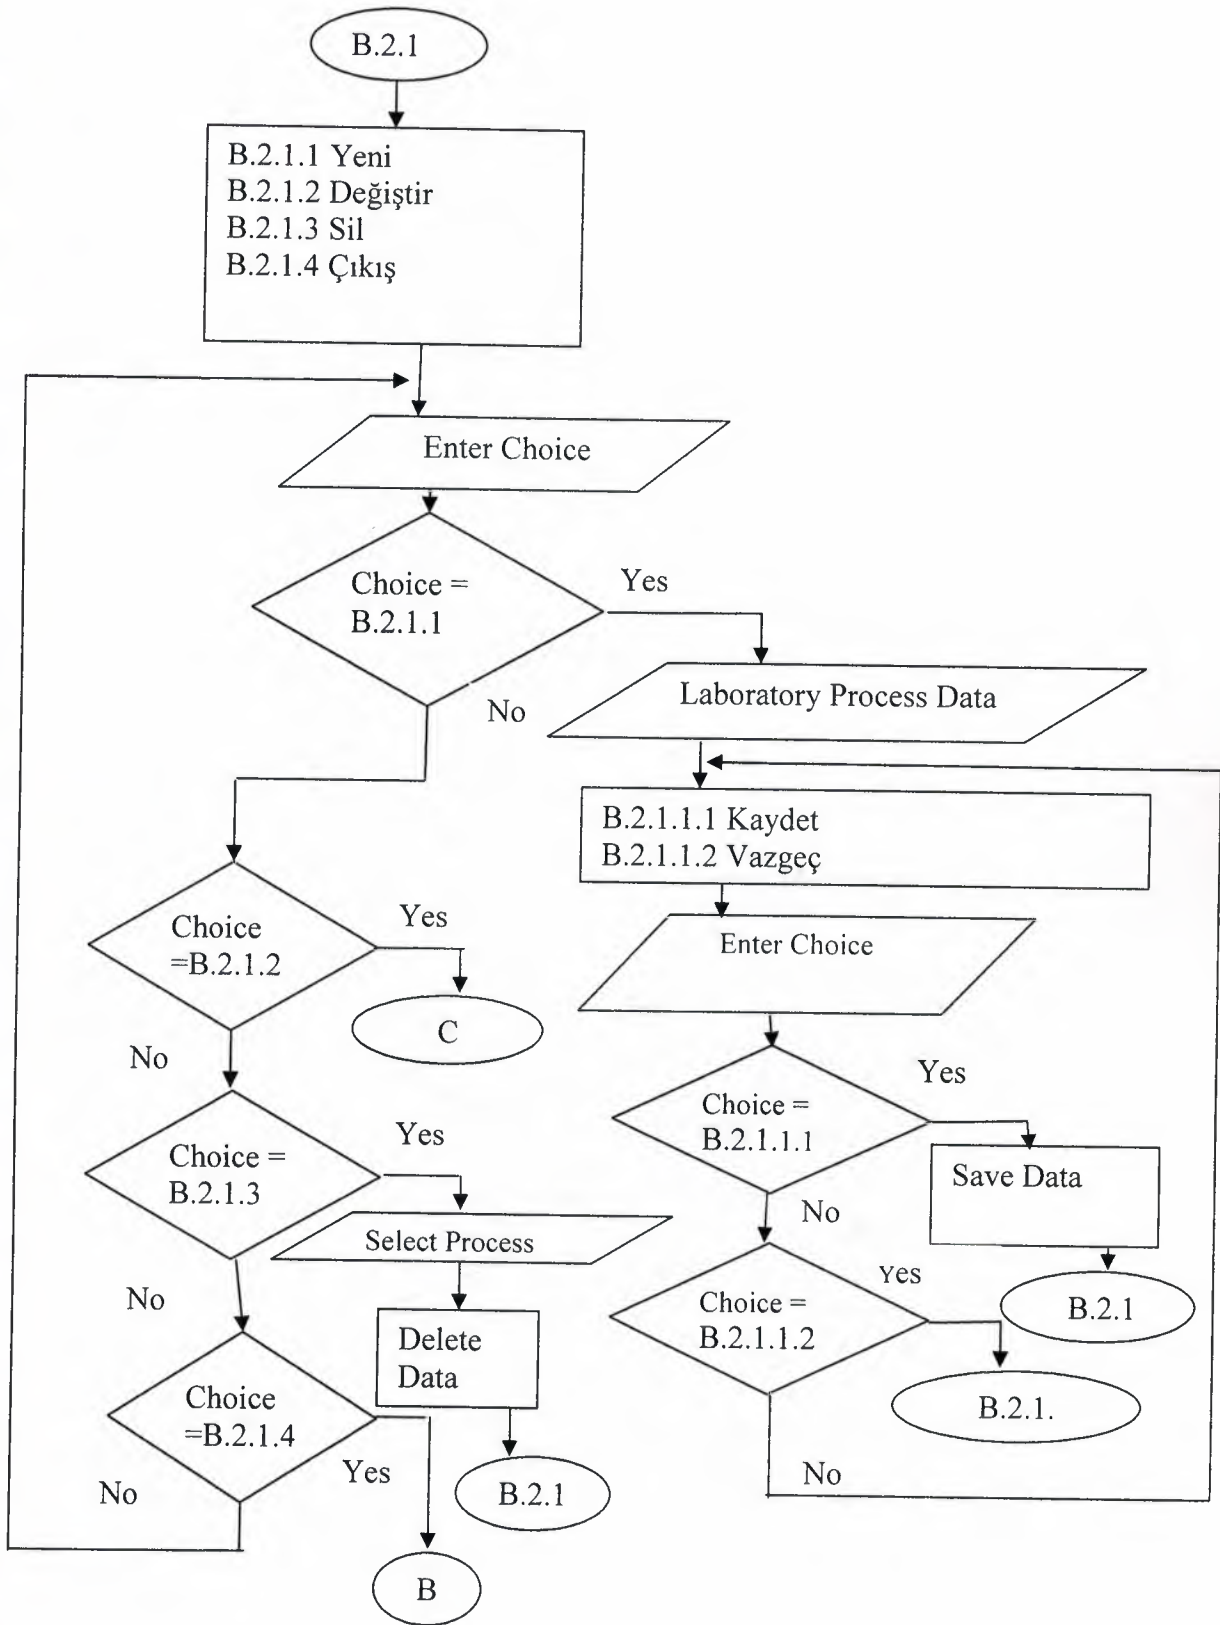 B.2.1
B.2.1.1 Yeni
B.2.1.2 Değiştir
B.2.1.3 Sil
B.2.1.4 Çıkış
Enter Choice
Choice =
B.2.1.1
Yes
No
Laboratory Process Data
B.2.1.1.1 Kaydet
B.2.1.1.2 Vazgeç
Enter Choice
Choice
=B.2.1.2
Yes
C
No
Choice =
B.2.1.1.1
Yes
Save Data
No
B.2.1
Choice =
B.2.1.3
Yes
Select Process
No
Delete
Data
B.2.1
Choice =
B.2.1.1.2
Yes
B.2.1.
No
Choice
=B.2.1.4
Yes
No
B